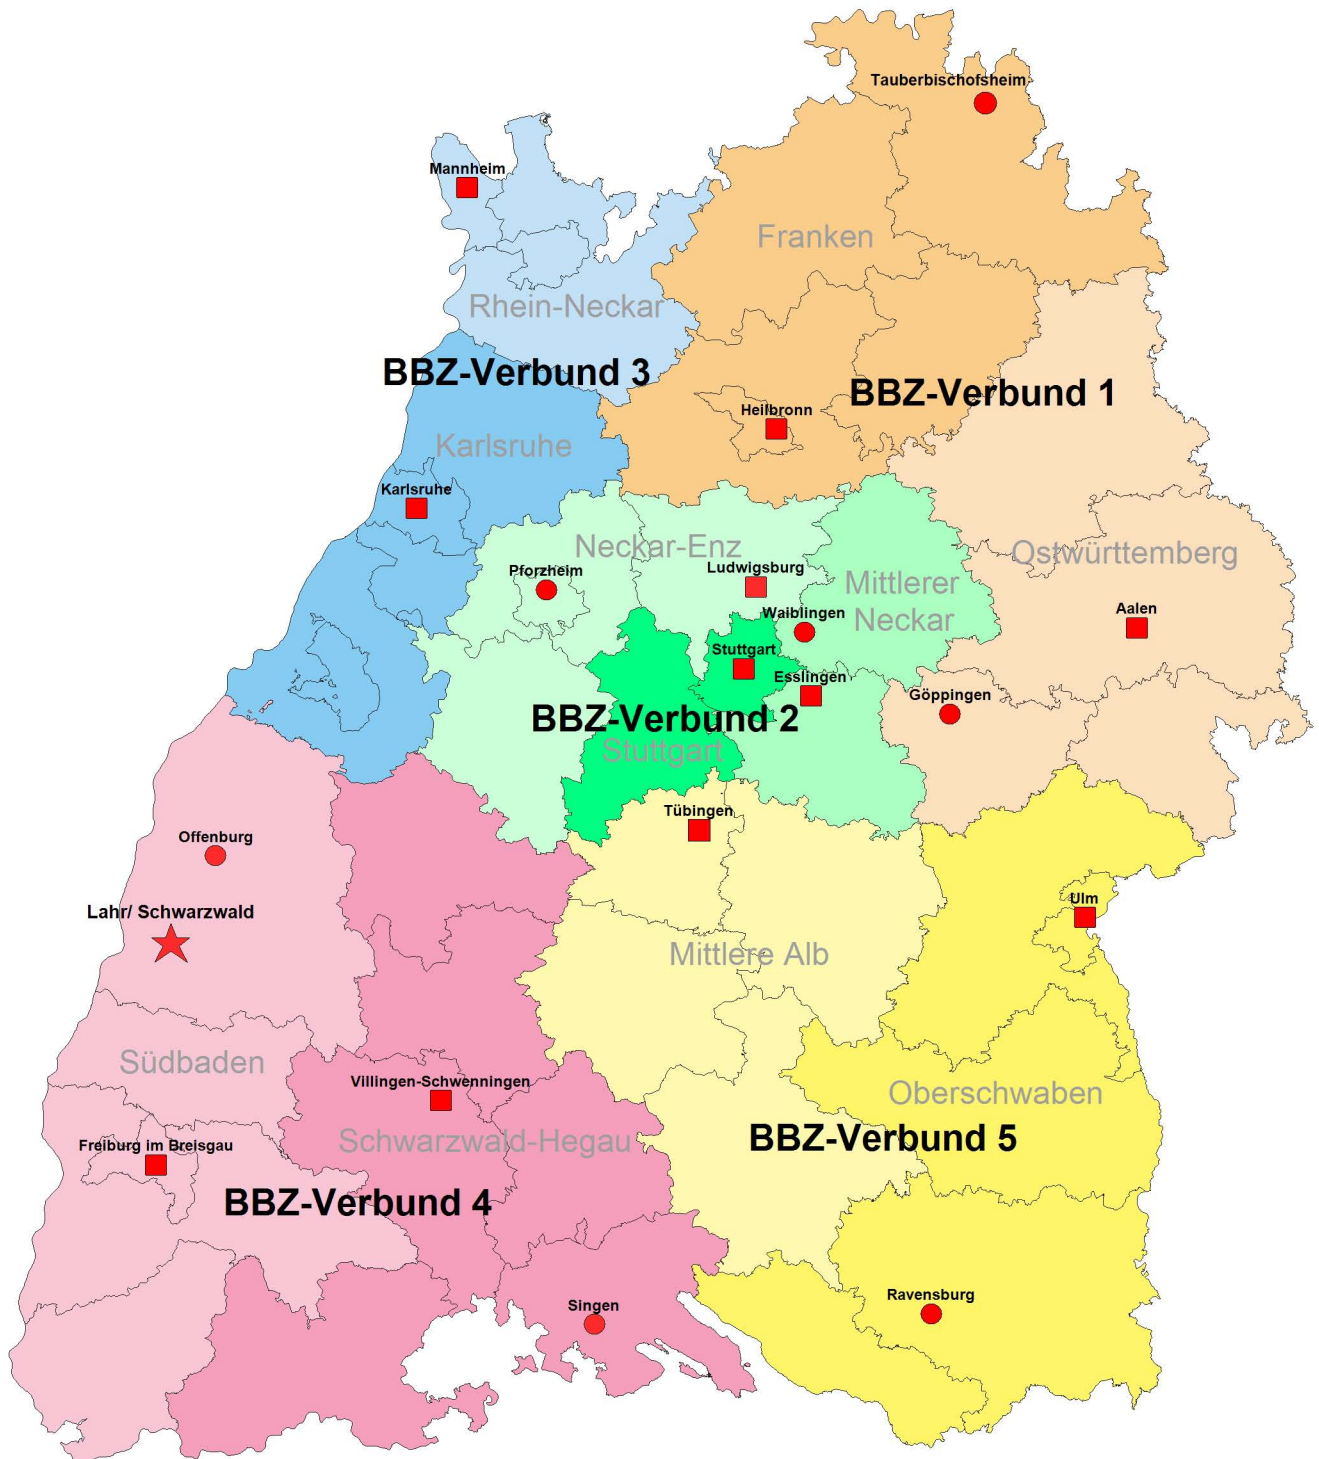 Tauberbischofsheim
Mannheim
Franken
Rhein-Neckar
BBZ-Verbund 3
BBZ-Verbund 1
Heilbronn
Karlsruhe
Karlsruhe
Neckar-Enz
Ostwürttemberg
Pforzheim
Ludwigsburg
Mittlerer
Neckar
Waiblingen
Aalen
Stuttgart
Esslingen
Göppingen
BBZ-Verbund 2
Stuttgart
Tübingen
Offenburg
Ulm
Lahr/ Schwarzwald
Mittlere Alb
Südbaden
Villingen-Schwenningen
Oberschwaben
Freiburg im Breisgau
Schwarzwald-Hegau
BBZ-Verbund 5
BBZ-Verbund 4
Ravensburg
Singen